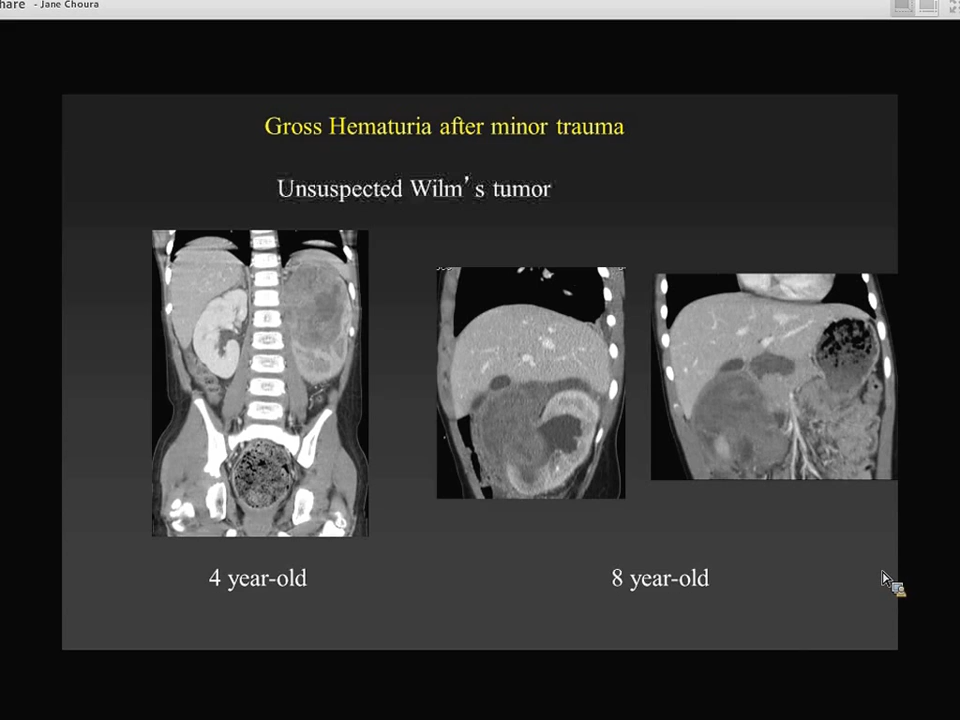 hare - Jane Choura
Gross Hematuria after minor trauma
Unsuspected Wilm’s tumor
4 year-old
8 year-old